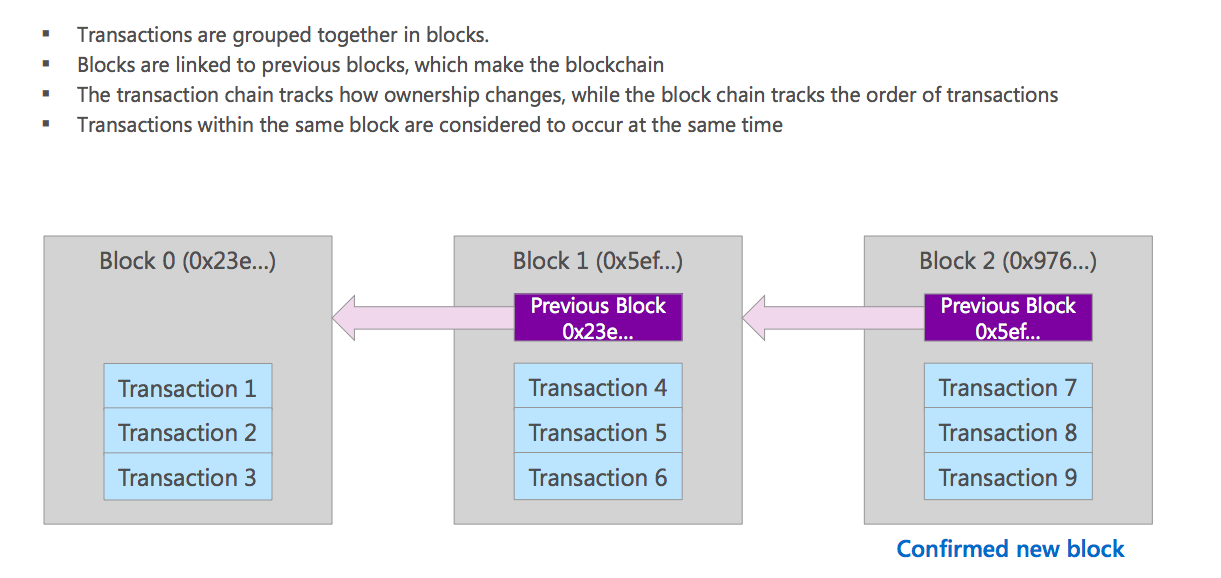 ▪ Transactions are grouped together in blocks.
▪ Blocks are linked to previous blocks, which make the blockchain
▪ The transaction chain tracks how ownership changes, while the block chain tracks the order of transactions
▪ Transactions within the same block are considered to occur at the same time
Block 0 (0x23e...)
Transaction 1
Transaction 2
Transaction 3
Block 1 (0x5ef...)
Previous Block
0x23e...
Transaction 4
Transaction 5
Transaction 6
Block 2 (0x976...)
Previous Block
0x5ef...
Transaction 7
Transaction 8
Transaction 9
Confirmed new block